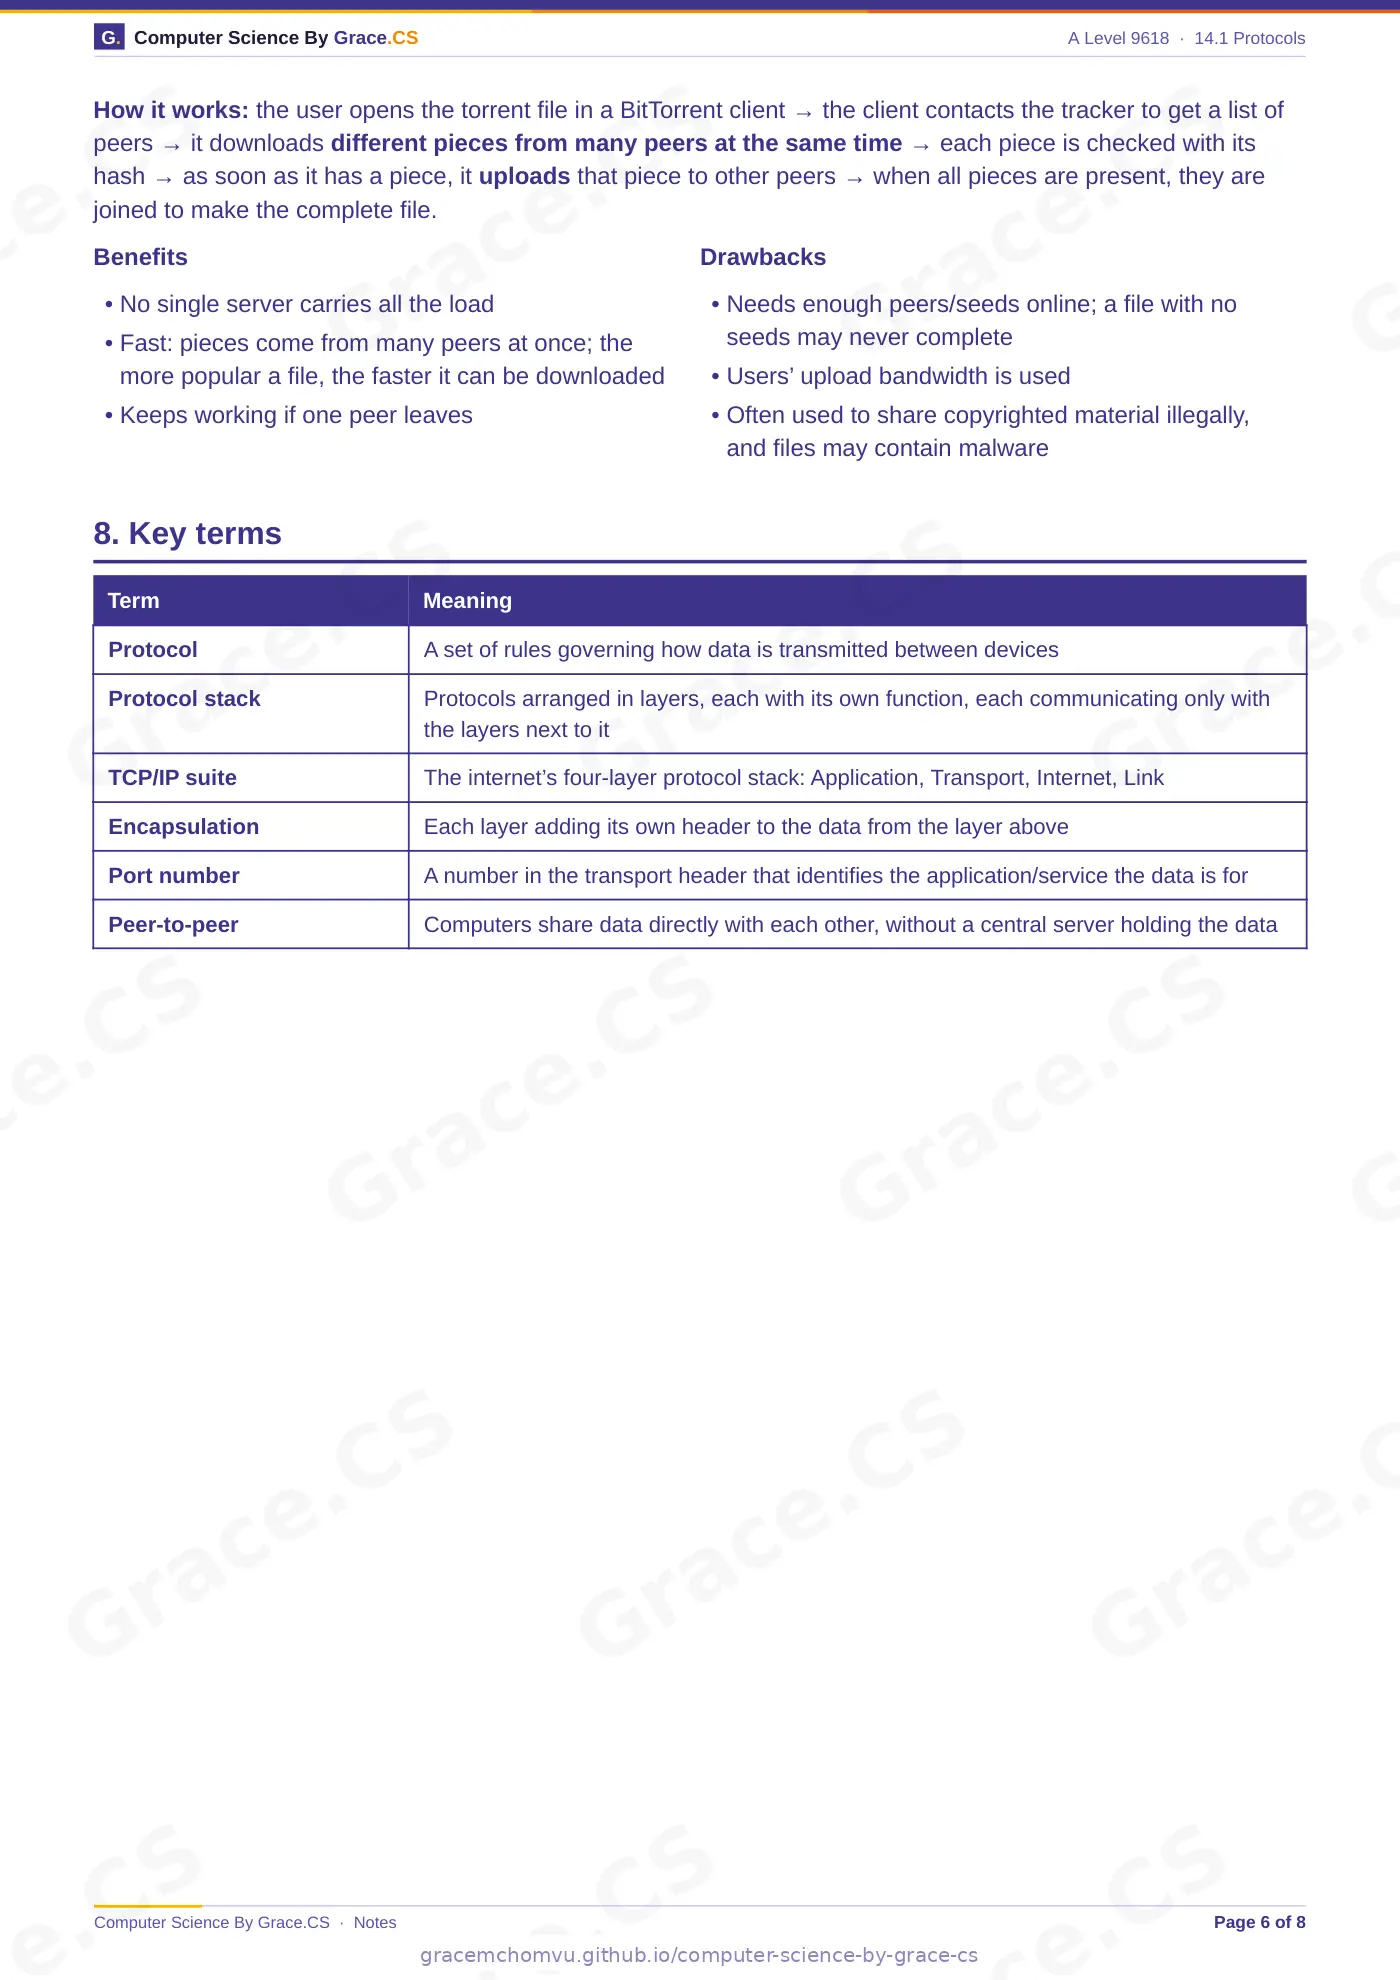 G. Computer Science By Grace.CS
A Level 9618 · 14.1 Protocols
How it works: the user opens the torrent file in a BitTorrent client → the client contacts the tracker to get a list of
peers → it downloads different pieces from many peers at the same time → each piece is checked with its
hash → as soon as it has a piece, it uploads that piece to other peers → when all pieces are present, they are
joined to make the complete file.
Benefits
• No single server carries all the load
• Fast: pieces come from many peers at once; the
more popular a file, the faster it can be downloaded
• Keeps working if one peer leaves
Drawbacks
• Needs enough peers/seeds online; a file with no
seeds may never complete
• Users’ upload bandwidth is used
• Often used to share copyrighted material illegally,
and files may contain malware
8. Key terms
Term Meaning
Protocol A set of rules governing how data is transmitted between devices
Protocol stack Protocols arranged in layers, each with its own function, each communicating only with
the layers next to it
TCP/IP suite The internet’s four-layer protocol stack: Application, Transport, Internet, Link
Encapsulation Each layer adding its own header to the data from the layer above
Port number A number in the transport header that identifies the application/service the data is for
Peer-to-peer Computers share data directly with each other, without a central server holding the data
Computer Science By Grace.CS · Notes
Page 6 of 8
gracemchomvu.github.io/computer-science-by-grace-cs